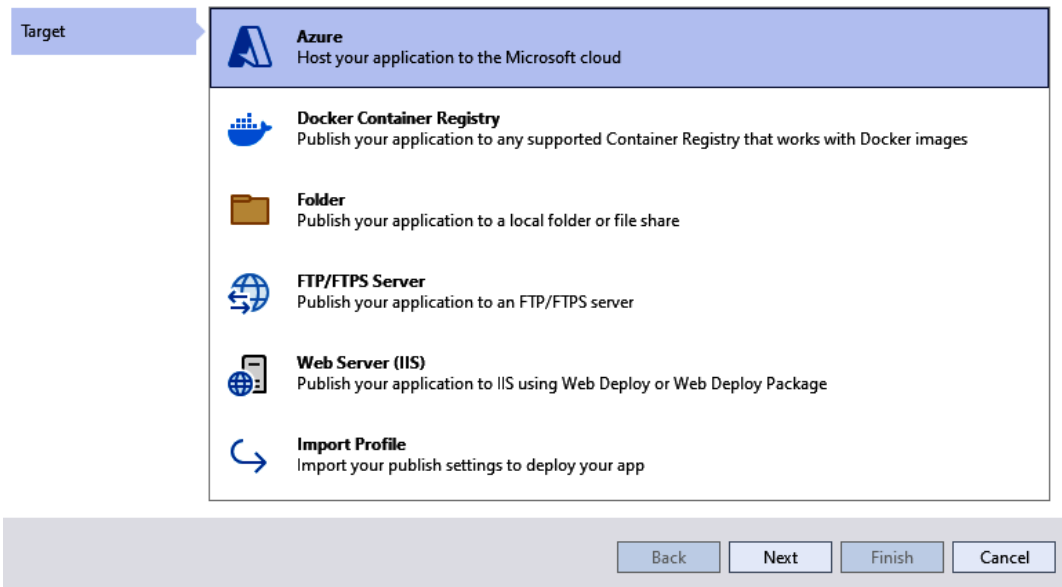 Target
Azure
Host your application to the Microsoft cloud
Docker Container Registry
Publish your application to any supported Container Registry that works with Docker images
Folder
Publish your application to a local folder or file share
FTP/FTPS Server
Publish your application to an FTP/FTPS server
Web Server (IIS)
Publish your application to IIS using Web Deploy or Web Deploy Package
Import Profile
Import your publish settings to deploy your app
Back Next Finish Cancel